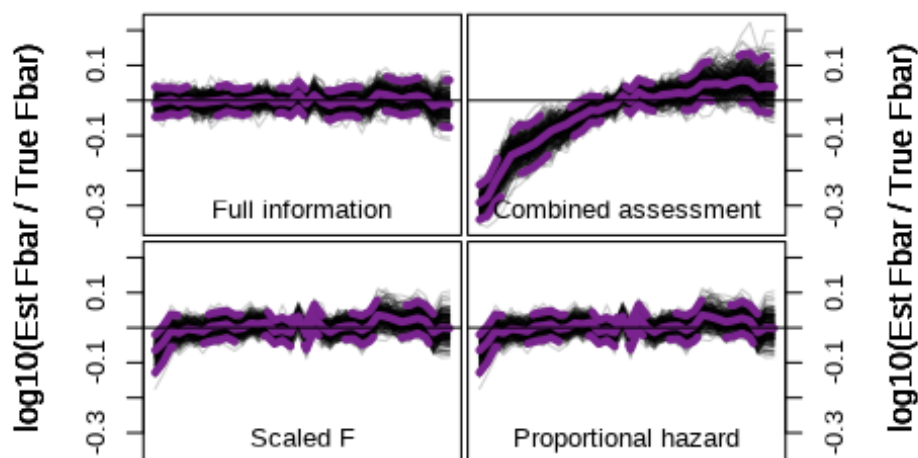 log10(Est Fbar / True Fbar)
0.1
-0.1
-0.3
Full information
Combined assessment
0.1
-0.1
-0.3
log10(Est Fbar / True Fbar)
0.1
-0.1
-0.3
Scaled F
Proportional hazard
0.1
-0.1
-0.3